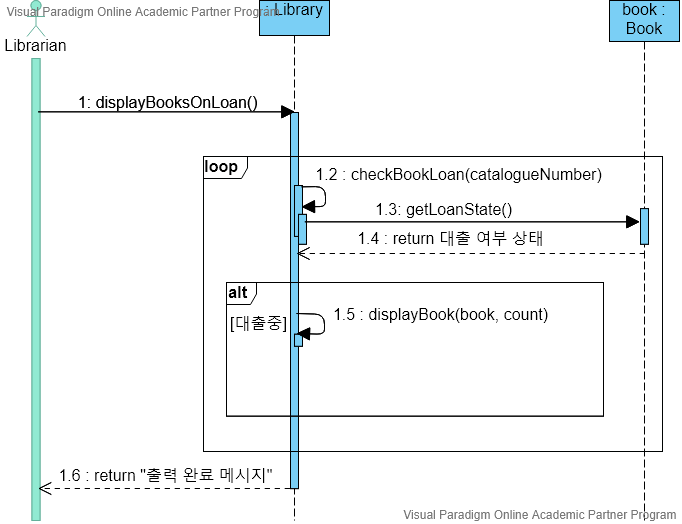 Visual Paradigm Online Academic Partner Program
: Library
book :
Book
Librarian
1: displayBooksOnLoan()
loop
1.2 : checkBookLoan(catalogueNumber)
1.3: getLoanState()
1.4 : return 대출 여부 상태
alt
[대출중]
1.5 : displayBook(book, count)
1.6 : return "출력 완료 메시지"
Visual Paradigm Online Academic Partner Program